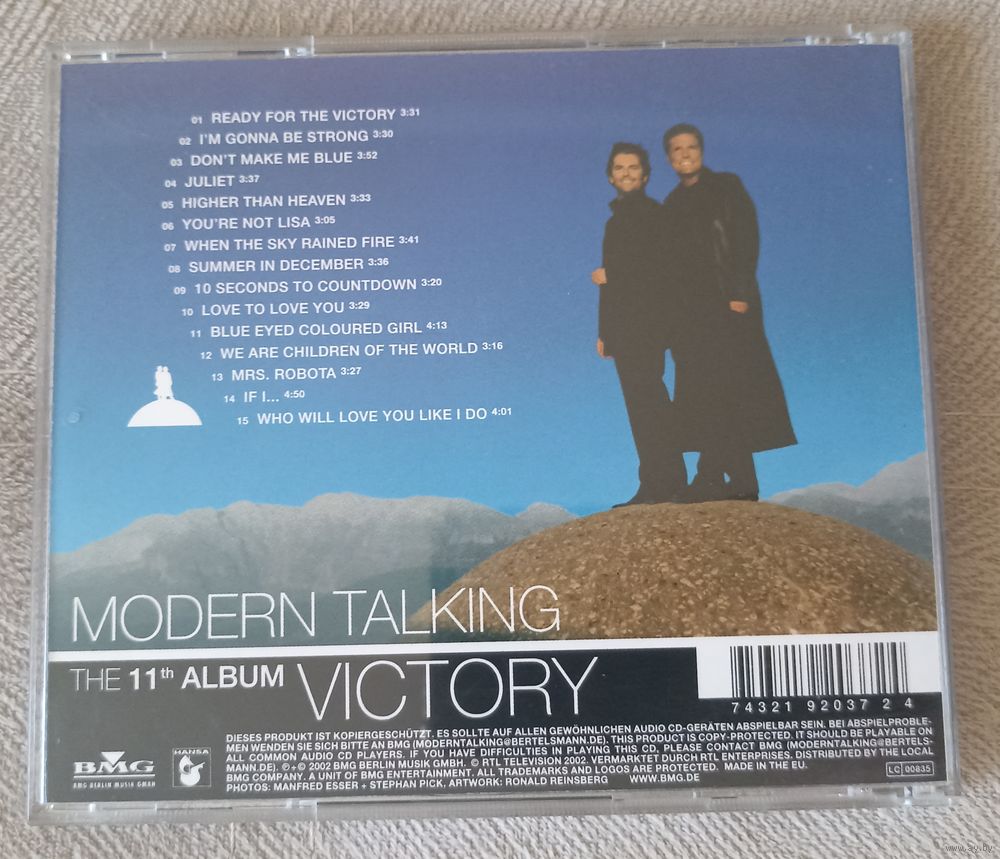 01 READY FOR THE VICTORY 3:31
02 I'M GONNA BE STRONG 3:30
03 DON'T MAKE ME BLUE 3:52
04 JULIET 3:37
05 HIGHER THAN HEAVEN 3:33
06 YOU'RE NOT LISA 3:05
07 WHEN THE SKY RAINED FIRE 3:41
08 SUMMER IN DECEMBER 3:36
09 10 SECONDS TO COUNTDOWN 3:20
10 LOVE TO LOVE YOU 3:29
11 BLUE EYED COLOURED GIRL 4:13
12 WE ARE CHILDREN OF THE WORLD 3:16
13 MRS. ROBOTA 3:27
14 IF I... 4:50
15 WHO WILL LOVE YOU LIKE I DO 4:01
MODERN TALKING
THE 11th ALBUM VICTORY
74321 92037 2 4
DIESES PRODUKT IST KOPIERGESCHÜTZT. ES SOLLTE AUF ALLEN GEWÖHNLICHEN AUDIO CD-GERÄTEN ABSPIELBAR SEIN. BEI ABSPIELPROBLE-
MEN WENDEN SIE SICH BITTE AN BMG (MODERNTALKING@BERTELSMANN.DE). THIS PRODUCT IS COPY-PROTECTED. IT SHOULD BE PLAYABLE ON
ALL COMMON AUDIO CD PLAYERS. IF YOU HAVE DIFFICULTIES IN PLAYING THIS CD, PLEASE CONTACT BMG (MODERNTALKING@BERTELS-
MANN.DE). ℗+© 2002 BMG BERLIN MUSIK GMBH. © RTL TELEVISION 2002. VERMARKTET DURCH RTL ENTERPRISES. DISTRIBUTED BY THE LOCAL
BMG COMPANY. A UNIT OF BMG ENTERTAINMENT. ALL TRADEMARKS AND LOGOS ARE PROTECTED. MADE IN THE EU.
PHOTOS: MANFRED ESSER + STEPHAN PICK. ARTWORK: RONALD REINSBERG WWW.BMG.DE
BMG
BMG BERLIN MUSIK GMBH
HANSA
LC 00835
www.ay.by